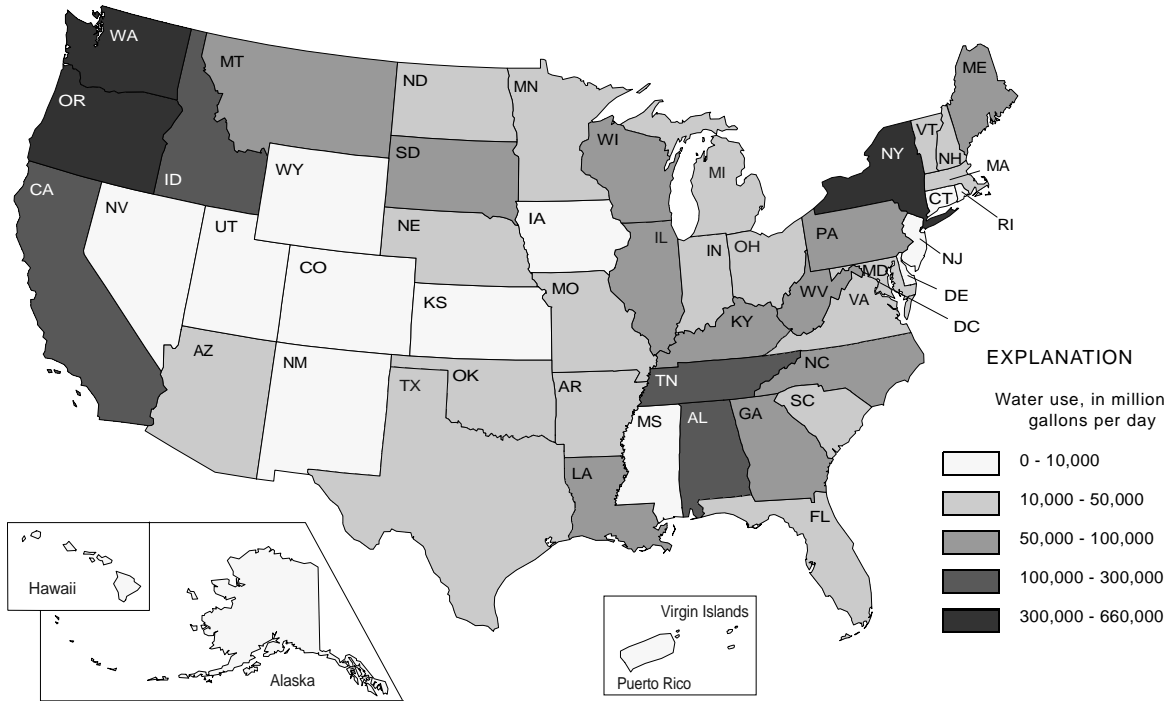 WA
MT
ND
MN
ME
OR
ID
WY
SD
WI
MI
VT
NH
NY
MA
CT
RI
CA
NV
UT
CO
NE
IA
IL
IN
OH
PA
NJ
MD
DE
DC
WV
VA
KS
MO
KY
AZ
NM
TX
OK
AR
TN
NC
SC
MS
AL
GA
LA
FL
EXPLANATION
Water use, in million
gallons per day
0 - 10,000
10,000 - 50,000
50,000 - 100,000
100,000 - 300,000
300,000 - 660,000
Hawaii
Alaska
Virgin Islands
Puerto Rico